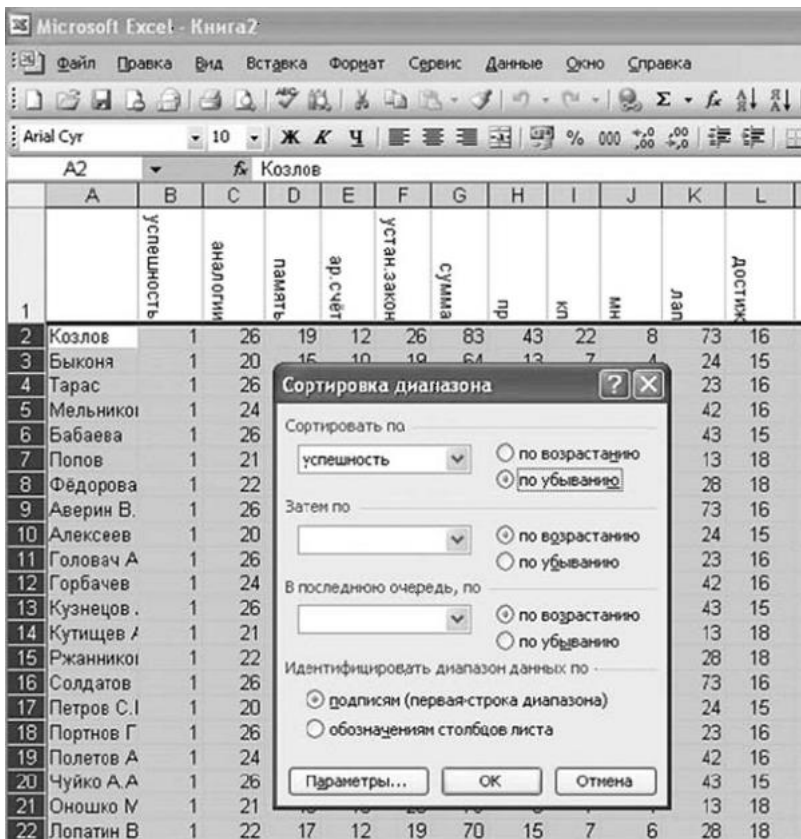 Microsoft Excel - Книга2
Файл Правка Вид Вставка Формат Сервис Данные Окно Справка
Arial Cyr 10 Ж К Ч % 000
A2 fx Козлов
A B C D E F G H I J K L
1 успешность аналогии память ар.счёт устан.закон сумма пр кп мн лап достиж
2 Козлов 1 26 19 12 26 83 43 22 8 73 16
3 Быконя 1 20 15 10 19 64 13 7 4 24 15
4 Тарас 1 26 23 16
5 Мельников 1 24 42 16
6 Бабаева 1 26 43 15
7 Попов 1 21 13 18
8 Фёдорова 1 22 28 18
9 Аверин В. 1 26 73 16
10 Алексеев 1 20 24 15
11 Головач А 1 26 23 16
12 Горбачев 1 24 42 16
13 Кузнецов . 1 26 43 15
14 Кутищев А 1 21 13 18
15 Ржанников 1 22 28 18
16 Солдатов 1 26 73 16
17 Петров С.І 1 20 24 15
18 Портнов Г 1 26 23 16
19 Полетов А 1 24 42 16
20 Чуйко А.А 1 26 43 15
21 Оношко М 1 21 13 18
22 Лопатин В 1 22 17 12 19 70 15 7 6 28 18
Сортировка диапазона
Сортировать по
успешность
по возрастанию
по убыванию
Затем по
по возрастанию
по убыванию
В последнюю очередь, по
по возрастанию
по убыванию
Идентифицировать диапазон данных по
подписям (первая строка диапазона)
обозначениям столбцов листа
Параметры... ОК Отмена